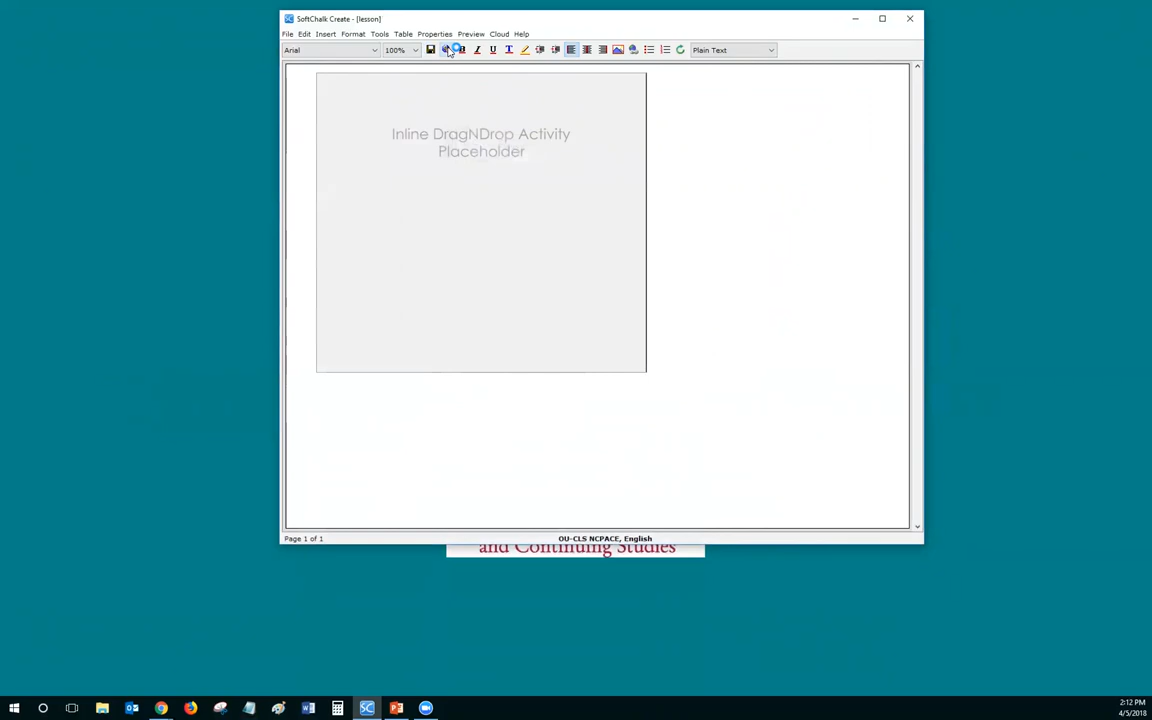 SoftChalk Create - [lesson]
File Edit Insert Format Tools Table Properties Preview Cloud Help
Arial 100% B I U T Plain Text
Inline DragNDrop Activity
Placeholder
Page 1 of 1 OU-CLS NCPACE, English
and Continuing Studies
SC
2:12 PM
4/5/2018